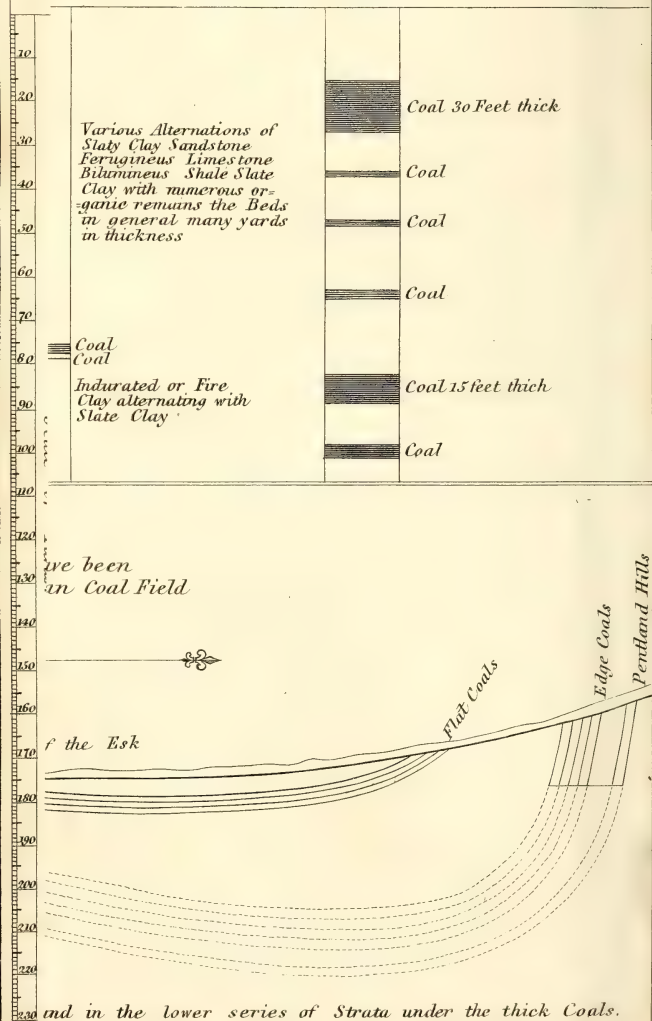 10
20
30
40
50
60
70
80
90
100
110
120
130
140
150
160
170
180
190
200
210
220
230
Various Alternations of
Slaty Clay Sandstone
Ferugineus Limestone
Bilumineus Shale Slate
Clay with numerous or=
=ganic remains the Beds
in general many yards
in thickness
Coal
Coal
Indurated or Fire
Clay alternating with
Slate Clay
Coal 30 Feet thick
Coal
Coal
Coal
Coal 15 feet thich
Coal
ve been
an Coal Field
Flat Coals
Edge Coals
Pentland Hills
f the Esk
and in the lower series of Strata under the thick Coals.